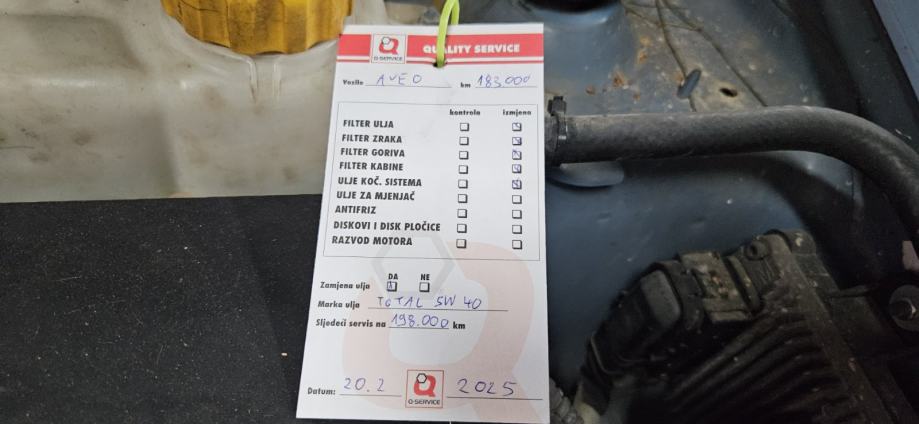 Q-SERVICE
QUALITY SERVICE
Vozilo AVEO km 183.000
kontrola izmjena
FILTER ULJA
FILTER ZRAKA
FILTER GORIVA
FILTER KABINE
ULJE KOČ. SISTEMA
ULJE ZA MJENJAČ
ANTIFRIZ
DISKOVI I DISK PLOČICE
RAZVOD MOTORA
DA NE
Zamjena ulja
Marka ulja TOTAL 5W 40
Sljedeći servis na 198.000 km
Datum: 20.2 Q-SERVICE 2025